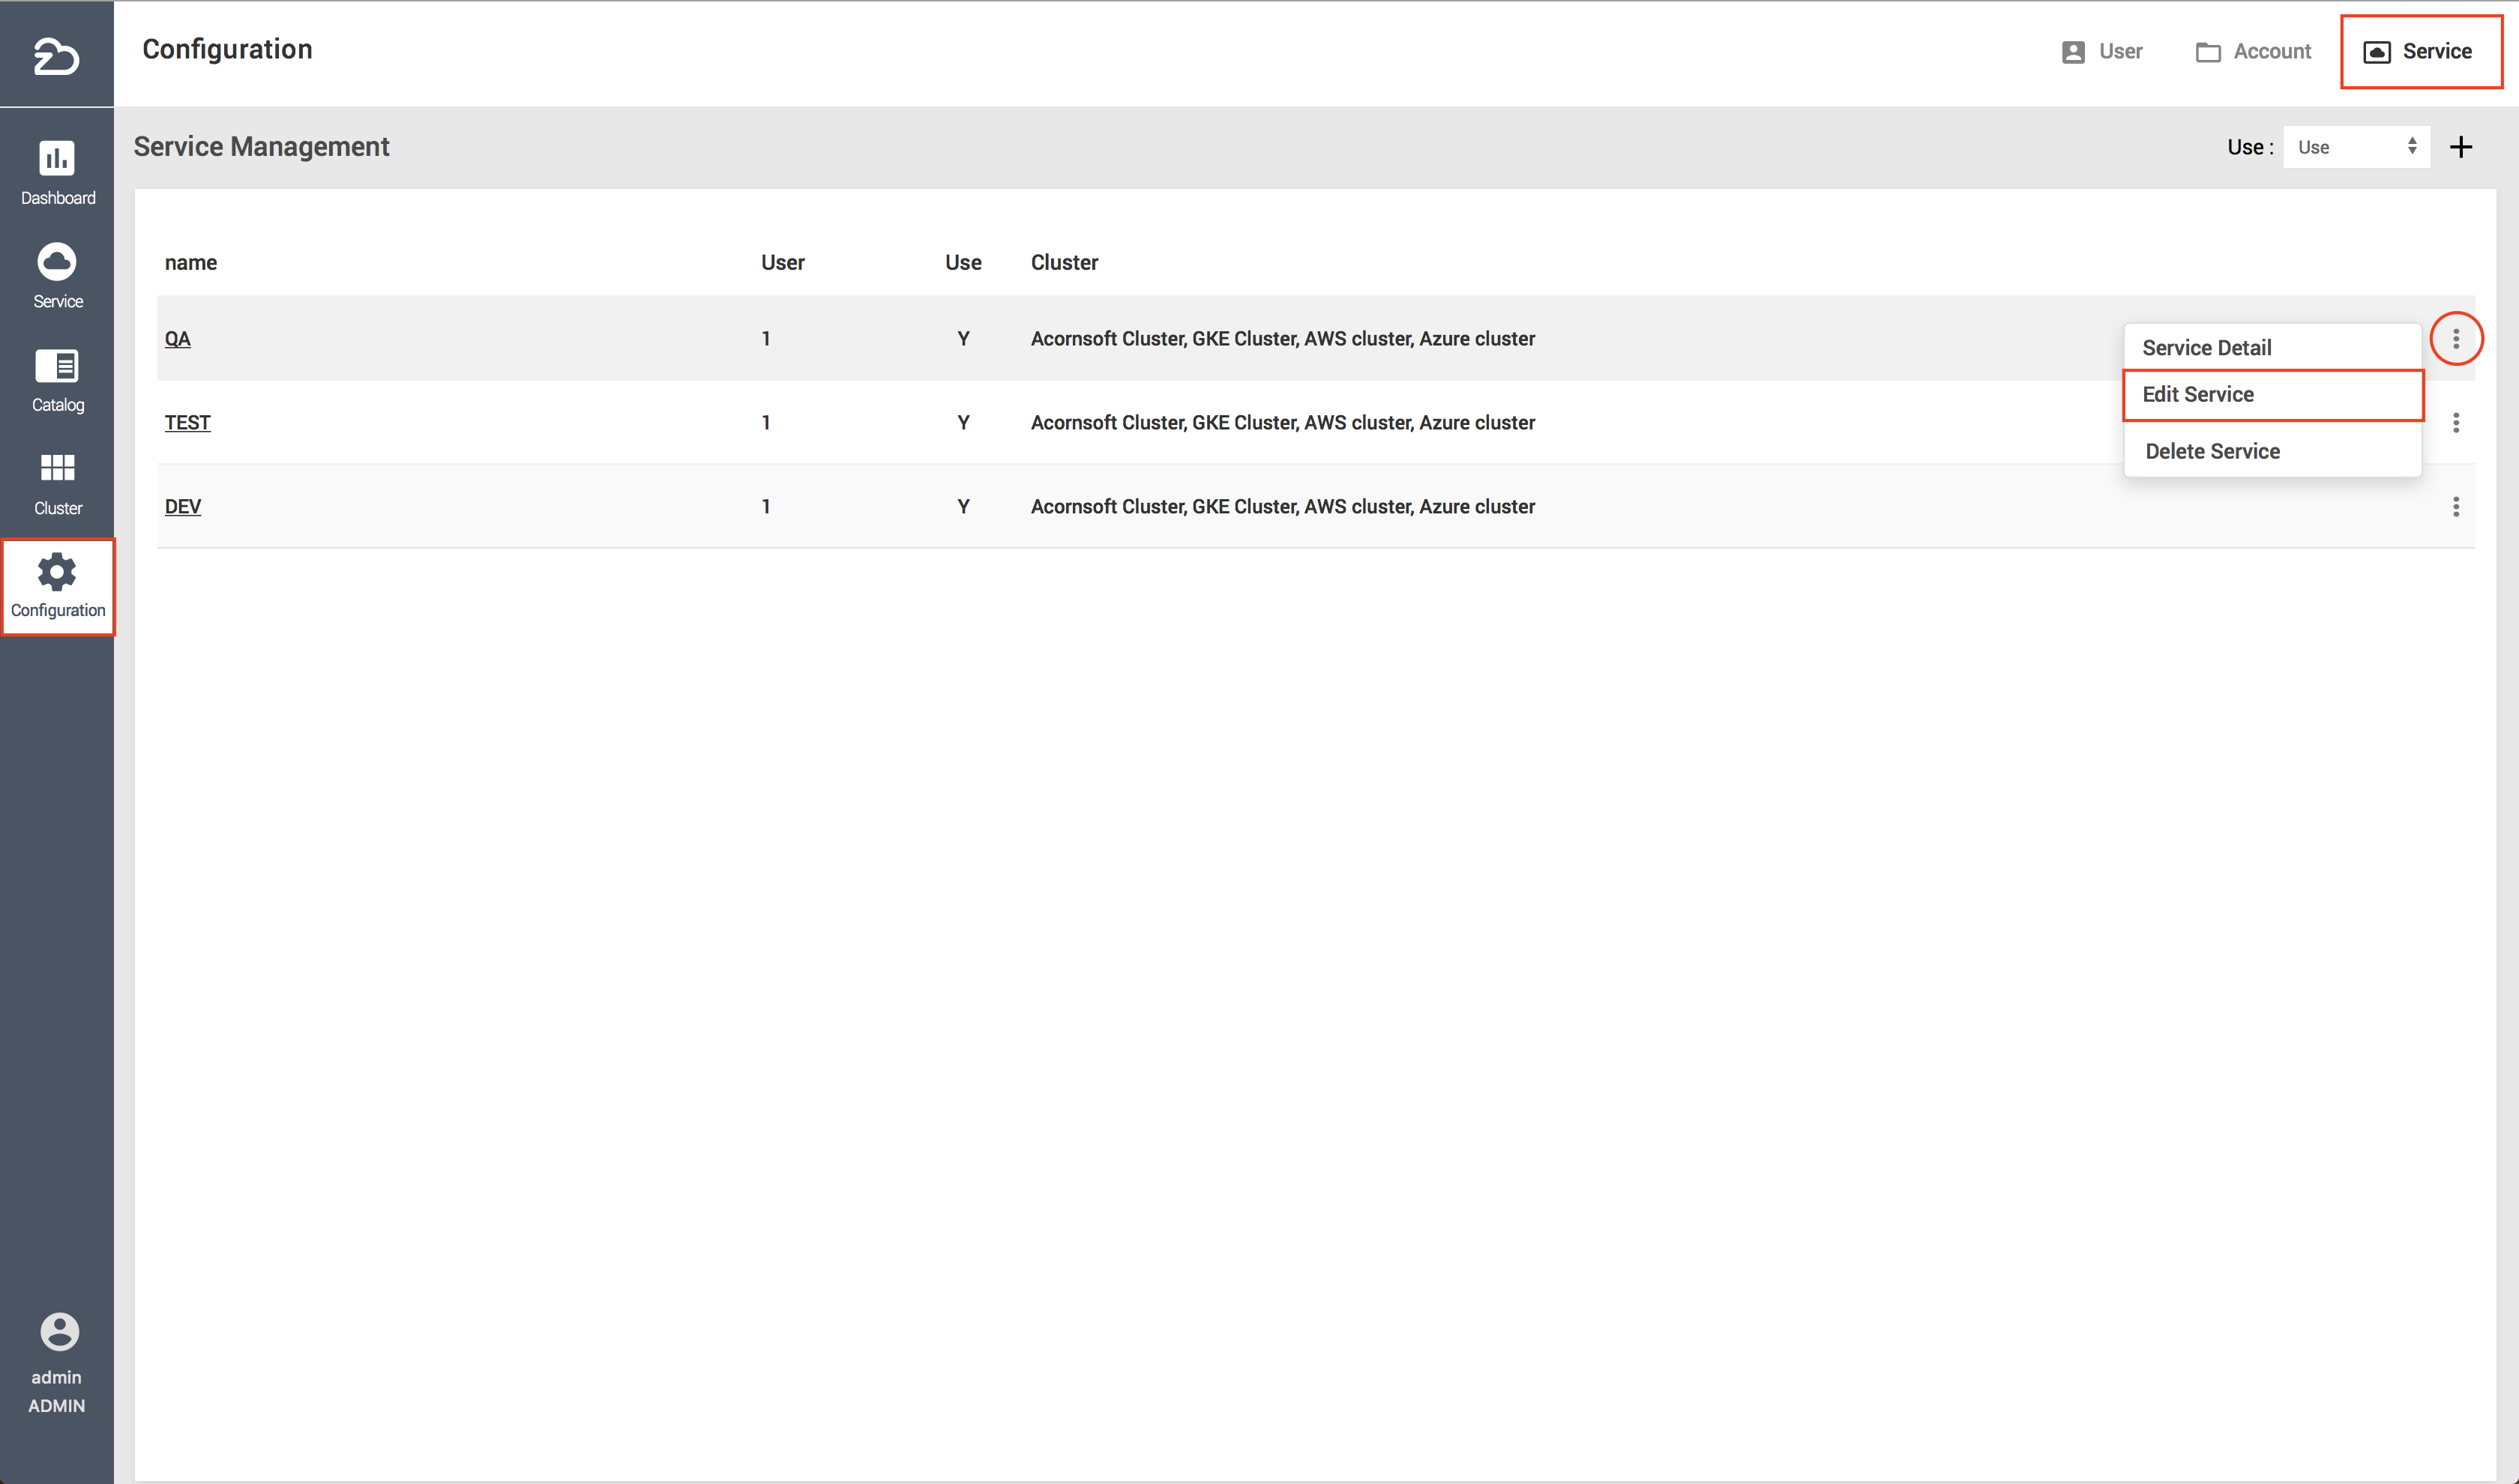 Configuration
User
Account
Service
Service Management
Use :
Use
Dashboard
Service
Catalog
Cluster
Configuration
name User Use Cluster
QA 1 Y Acornsoft Cluster, GKE Cluster, AWS cluster, Azure cluster
TEST 1 Y Acornsoft Cluster, GKE Cluster, AWS cluster, Azure cluster
DEV 1 Y Acornsoft Cluster, GKE Cluster, AWS cluster, Azure cluster
Service Detail
Edit Service
Delete Service
admin
ADMIN